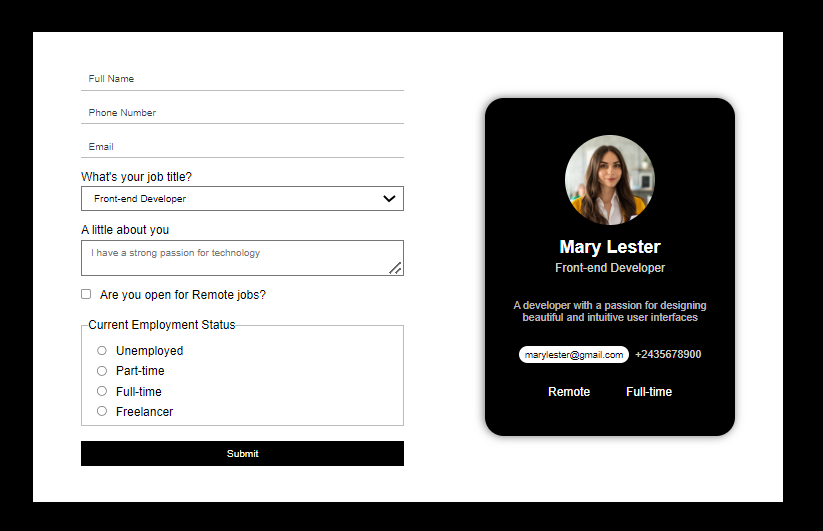 Full Name
Phone Number
Email
What's your job title?
Front-end Developer
A little about you
I have a strong passion for technology
Are you open for Remote jobs?
Current Employment Status
Unemployed
Part-time
Full-time
Freelancer
Submit
Mary Lester
Front-end Developer
A developer with a passion for designing
beautiful and intuitive user interfaces
marylester@gmail.com +2435678900
Remote Full-time